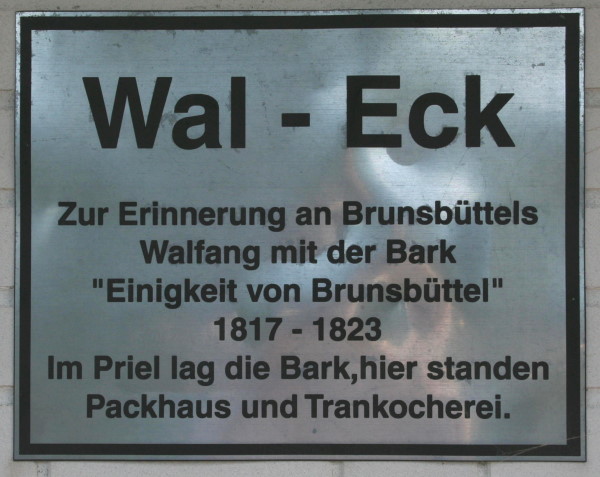 Wal - Eck
Zur Erinnerung an Brunsbüttels
Walfang mit der Bark
"Einigkeit von Brunsbüttel"
1817 - 1823
Im Priel lag die Bark,hier standen
Packhaus und Trankocherei.